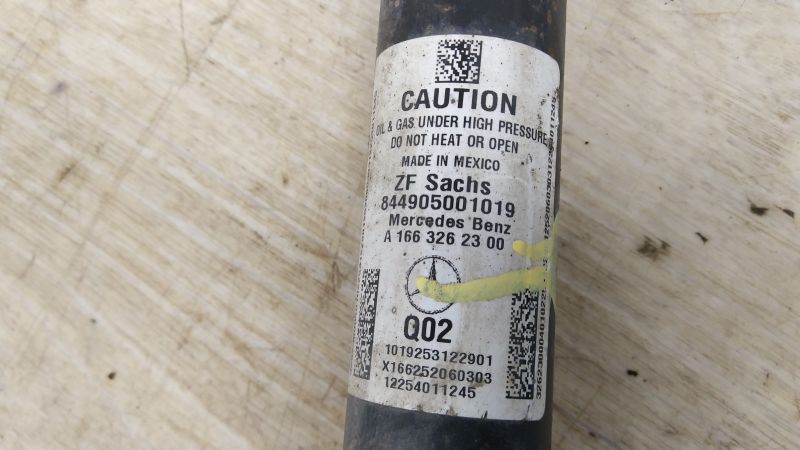 CAUTION
OIL & GAS UNDER HIGH PRESSURE
DO NOT HEAT OR OPEN
MADE IN MEXICO
ZF Sachs
844905001019
Mercedes Benz
A 166 326 23 00
Q02
1019253122901
X166252060303
12254011245